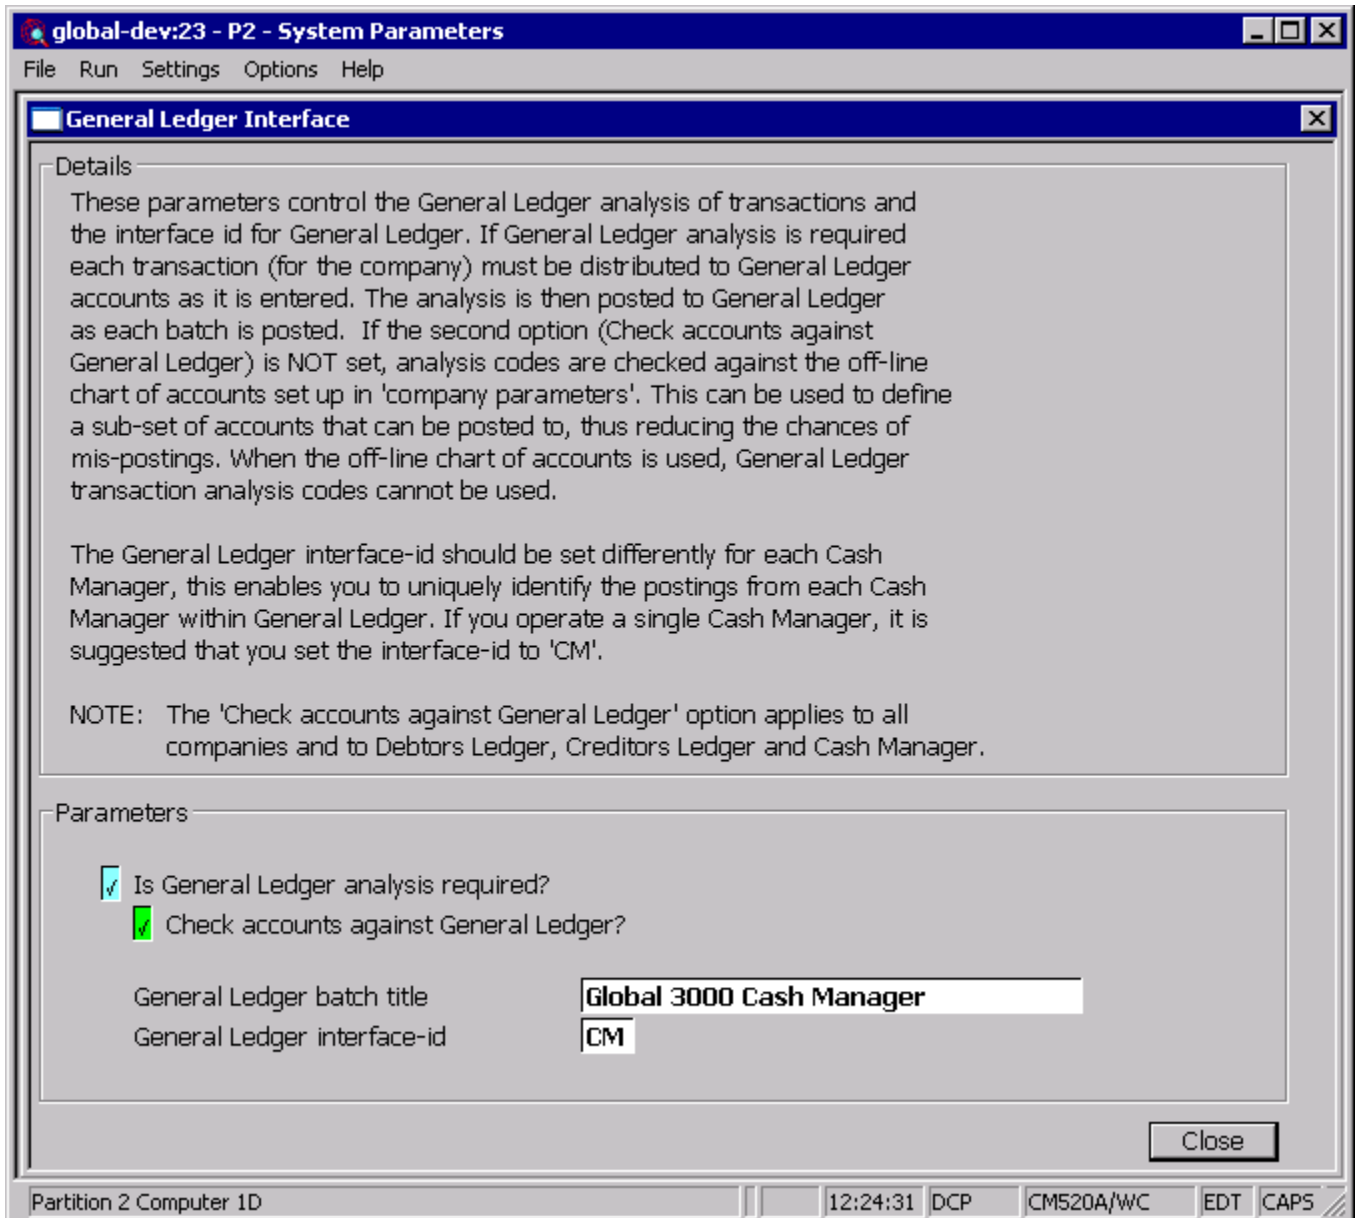 global-dev:23 - P2 - System Parameters
File Run Settings Options Help
General Ledger Interface
Details
These parameters control the General Ledger analysis of transactions and
the interface id for General Ledger. If General Ledger analysis is required
each transaction (for the company) must be distributed to General Ledger
accounts as it is entered. The analysis is then posted to General Ledger
as each batch is posted.  If the second option (Check accounts against
General Ledger) is NOT set, analysis codes are checked against the off-line
chart of accounts set up in 'company parameters'. This can be used to define
a sub-set of accounts that can be posted to, thus reducing the chances of
mis-postings. When the off-line chart of accounts is used, General Ledger
transaction analysis codes cannot be used.
The General Ledger interface-id should be set differently for each Cash
Manager, this enables you to uniquely identify the postings from each Cash
Manager within General Ledger. If you operate a single Cash Manager, it is
suggested that you set the interface-id to 'CM'.
NOTE: The 'Check accounts against General Ledger' option applies to all
companies and to Debtors Ledger, Creditors Ledger and Cash Manager.
Parameters
Is General Ledger analysis required?
Check accounts against General Ledger?
General Ledger batch title Global 3000 Cash Manager
General Ledger interface-id CM
Close
Partition 2 Computer 1D 12:24:31 DCP CM520A/WC EDT CAPS